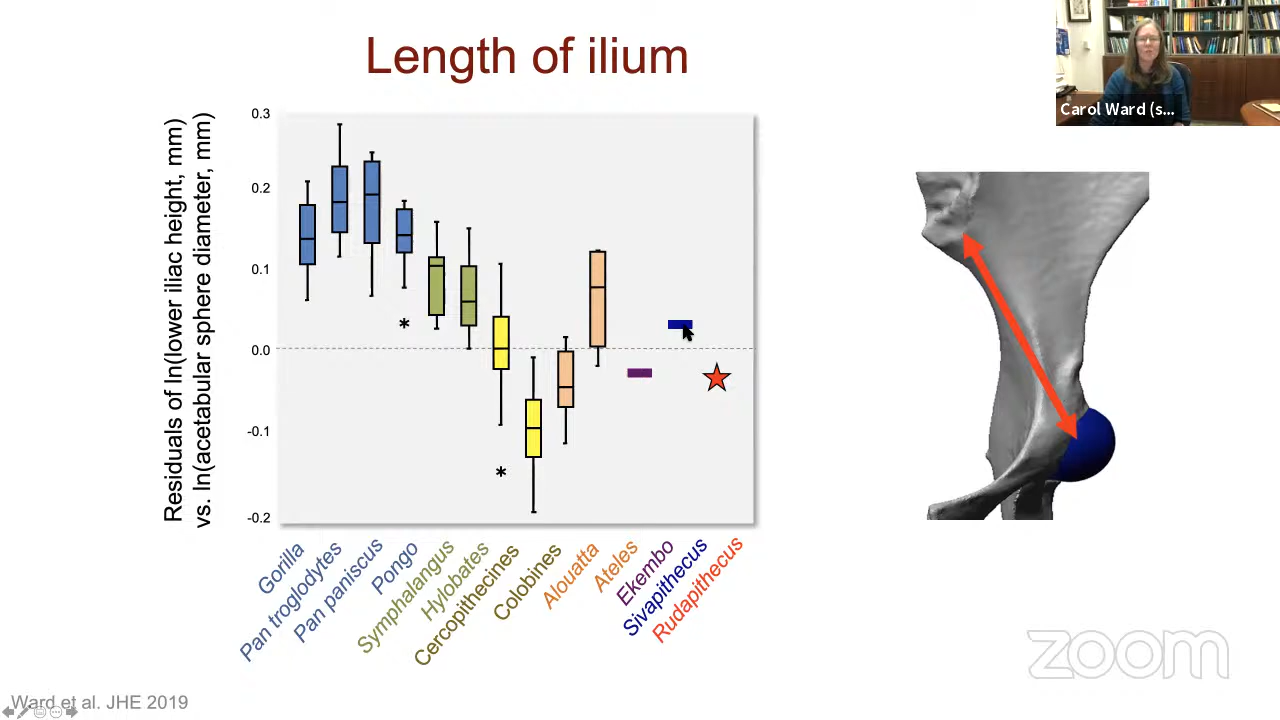 Length of ilium
Carol Ward (s...
Residuals of ln(lower iliac height, mm)
vs. ln(acetabular sphere diameter, mm)
0.3
0.2
0.1
0.0
-0.1
-0.2
*
*
Gorilla
Pan troglodytes
Pan paniscus
Pongo
Symphalangus
Hylobates
Cercopithecines
Colobines
Alouatta
Ateles
Ekembo
Sivapithecus
Rudapithecus
zoom
Ward et al. JHE 2019